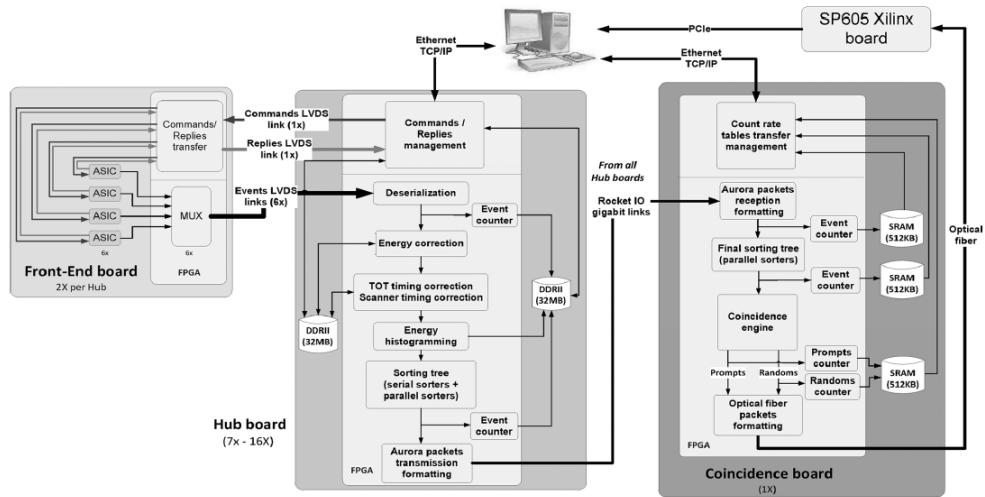 Ethernet
TCP/IP
PCIe
SP605 Xilinx
board
Ethernet
TCP/IP
Commands/
Replies
transfer
ASIC
ASIC
ASIC
ASIC
6x
MUX
6x
FPGA
Front-End board
2X per Hub
Commands LVDS
link (1x)
Replies LVDS
link (1x)
Events LVDS
links (6x)
Commands /
Replies
management
Deserialization
Event
counter
Energy correction
TOT timing correction
Scanner timing correction
DDRII
(32MB)
DDRII
(32MB)
Energy
histogramming
Sorting tree
(serial sorters +
parallel sorters)
Event
counter
Aurora packets
transmission
formatting
FPGA
Hub board
(7x - 16X)
From all
Hub boards
Rocket IO
gigabit links
Count rate
tables transfer
management
Aurora packets
reception
formatting
Event
counter
SRAM
(512KB)
Final sorting tree
(parallel sorters)
Event
counter
SRAM
(512KB)
Coincidence
engine
Prompts
Randoms
Prompts
counter
Randoms
counter
SRAM
(512KB)
Optical fiber
packets
formatting
FPGA
Optical
fiber
Coincidence board
(1X)